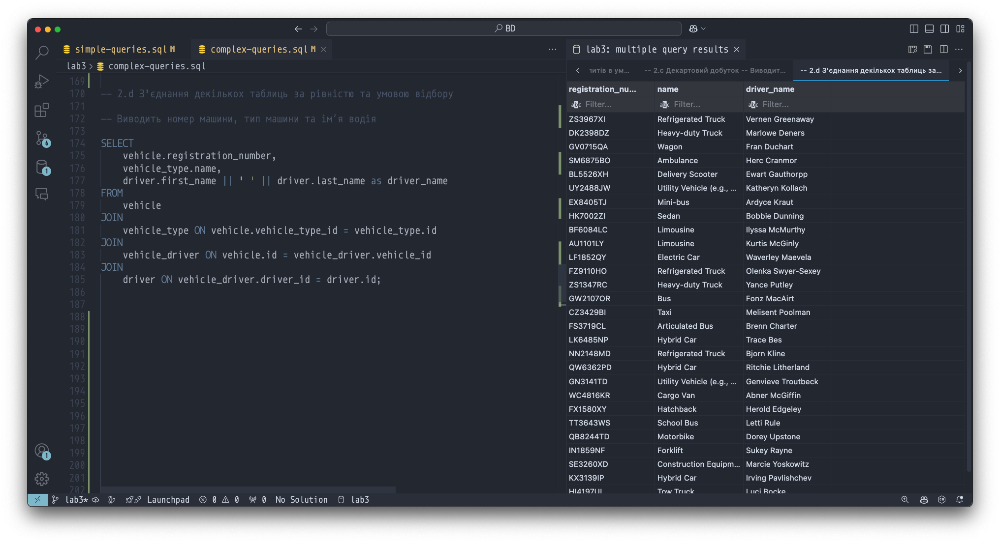 BD
simple-queries.sql M
complex-queries.sql M
lab3: multiple query results
lab3 > complex-queries.sql
итів в ум...
-- 2.c Декартовий добуток -- Виводит...
-- 2.d З'єднання декількох таблиць за...
169
170 -- 2.d З'єднання декількох таблиць за рівністю та умовою відбору
171
172 -- Виводить номер машини, тип машини та ім'я водія
173
174 SELECT
175 vehicle.registration_number,
176 vehicle_type.name,
177 driver.first_name || ' ' || driver.last_name as driver_name
178 FROM
179 vehicle
180 JOIN
181 vehicle_type ON vehicle.vehicle_type_id = vehicle_type.id
182 JOIN
183 vehicle_driver ON vehicle.id = vehicle_driver.vehicle_id
184 JOIN
185 driver ON vehicle_driver.driver_id = driver.id;
186
187
188
189
190
191
192
193
194
195
196
197
198
199
200
201
202
6
1
1
registration_nu... name driver_name
abc Filter... abc Filter... abc Filter...
ZS3967XI Refrigerated Truck Vernen Greenaway
DK2398DZ Heavy-duty Truck Marlowe Deners
GV0715QA Wagon Fran Duchart
SM6875BO Ambulance Herc Cranmor
BL5526XH Delivery Scooter Ewart Gauthorpp
UY2488JW Utility Vehicle (e.g., ... Katheryn Kollach
EX8405TJ Mini-bus Ardyce Kraut
HK7002ZI Sedan Bobbie Dunning
BF6084LC Limousine Ilyssa McMurthy
AU1101LY Limousine Kurtis McGinly
LF1852QY Electric Car Waverley Maevela
FZ9110HO Refrigerated Truck Olenka Swyer-Sexey
ZS1347RC Heavy-duty Truck Yance Putley
GW2107OR Bus Fonz MacAirt
CZ3429BI Taxi Melisent Poolman
FS3719CL Articulated Bus Brenn Charter
LK6485NP Hybrid Car Trace Bes
NN2148MD Refrigerated Truck Bjorn Kline
QW6362PD Hybrid Car Ritchie Litherland
GN3141TD Utility Vehicle (e.g., ... Genvieve Troutbeck
WC4816KR Cargo Van Abner McGiffin
FX1580XY Hatchback Herold Edgeley
TT3643WS School Bus Letti Rule
QB8244TD Motorbike Dorey Upstone
IN1859NF Forklift Sukey Rayne
SE3260XD Construction Equipm... Marcie Yoskowitz
KX3139IP Hybrid Car Irving Pavlishchev
Tow Truck Luci Bocke
lab3* Launchpad 0 0 0 No Solution lab3